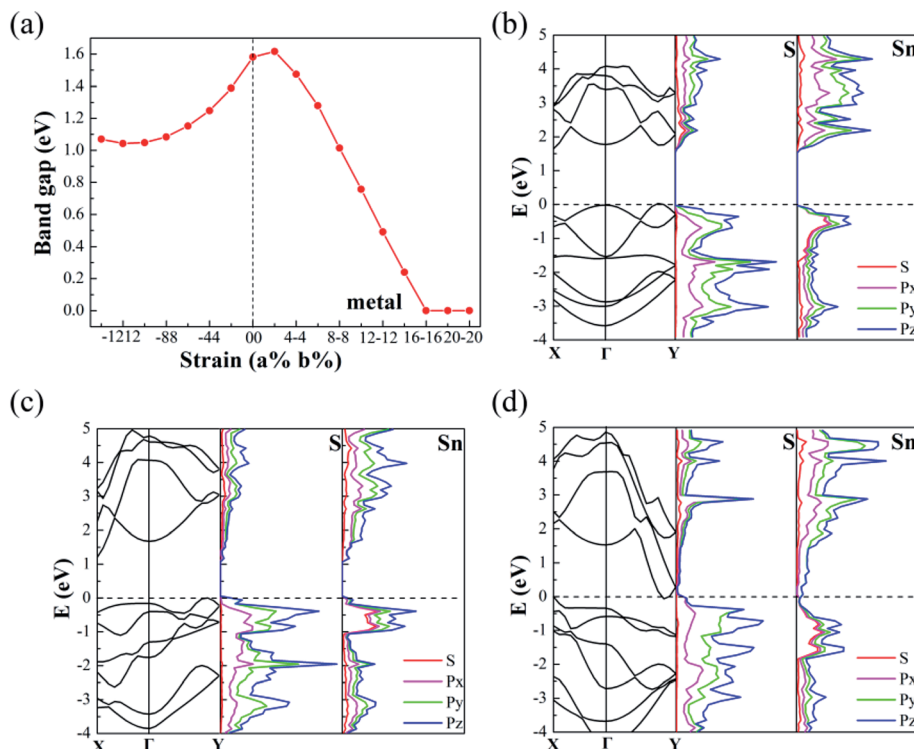 (a)
1.6
1.4
1.2
1.0
0.8
0.6
0.4
0.2
0.0
Band gap (eV)
metal
-1212 -88 -44 00 4-4 8-8 12-12 16-16 20-20
Strain (a% b%)
(b)
5
4
3
2
1
0
-1
-2
-3
-4
E (eV)
S
Sn
S
Px
Py
Pz
X Γ Y
(c)
5
4
3
2
1
0
-1
-2
-3
-4
E (eV)
S
Sn
S
Px
Py
Pz
X Γ Y
(d)
5
4
3
2
1
0
-1
-2
-3
-4
E (eV)
S
Sn
S
Px
Py
Pz
X Γ Y